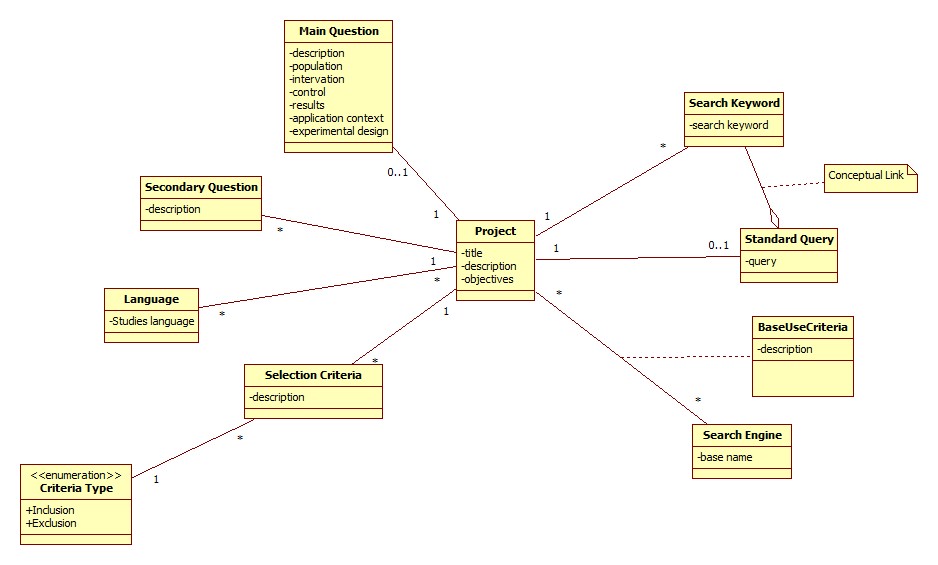 Main Question
-description
-population
-intervation
-control
-results
-application context
-experimental design
0..1
1
Search Keyword
-search keyword
*
1
Conceptual Link
Secondary Question
-description
*
1
Project
-title
-description
-objectives
Standard Query
-query
1
0..1
Language
-Studies language
*
*
BaseUseCriteria
-description
*
*
Search Engine
-base name
1
*
Selection Criteria
-description
*
1
<<enumeration>>
Criteria Type
+Inclusion
+Exclusion